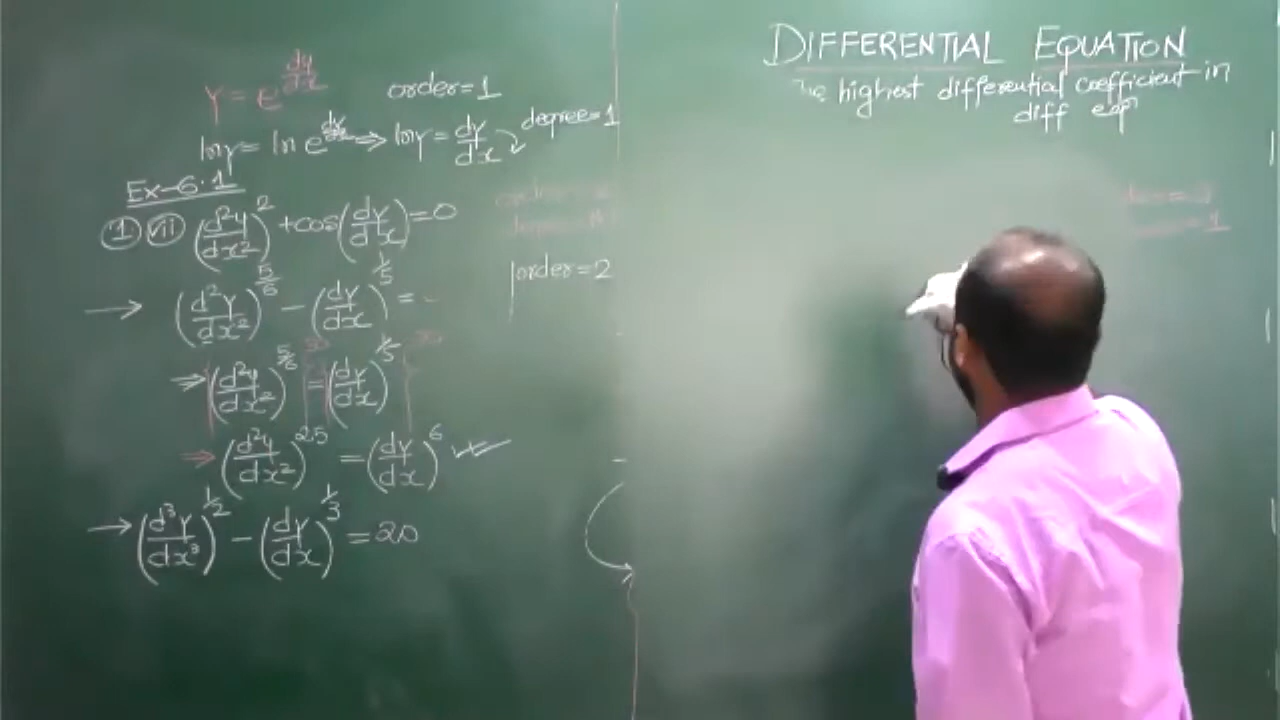 Y = e^(dy/dx) order=1
lny = ln e^(dy/dx) ⇒ lny = dy/dx degree=1
Ex-6.1
① (vii) (d²y/dx²)² + cos(dy/dx) = 0
→ (d²y/dx²)^(5/6) − (dy/dx)^(1/5) =
order=2
⇒ (d²y/dx²)^(5/6) = (dy/dx)^(1/5)
⇒ (d²y/dx²)^25 = (dy/dx)^6
→ (d³y/dx³)^(1/2) − (dy/dx)^(1/3) = 20
DIFFERENTIAL EQUATION
highest differential coefficient in
diff eqⁿ
= 1